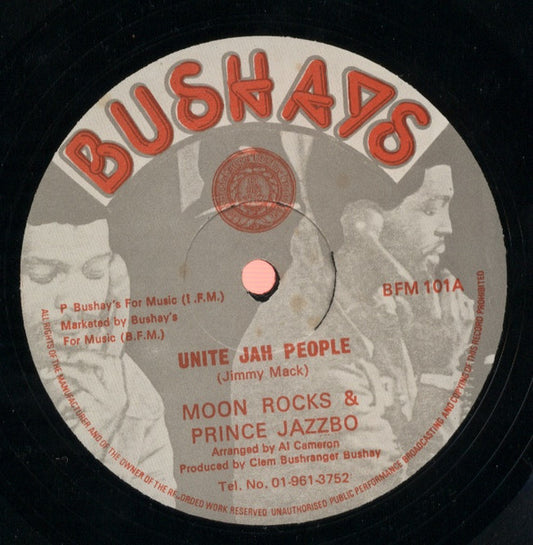 BUSHAYS
P Bushay's For Music (B.F.M.)
Marketed by Bushay's
For Music (B.F.M.)
BFM 101A
UNITE JAH PEOPLE
(Jimmy Mack)
MOON ROCKS &
PRINCE JAZZBO
Arranged by Al Cameron
Produced by Clem Bushranger Bushay
Tel. No. 01-961-3752
ALL RIGHTS OF THE MANUFACTURER AND OF THE OWNER OF THE RECORDED WORK RESERVED UNAUTHORISED PUBLIC PERFORMANCE BROADCASTING AND COPYING OF THIS RECORD PROHIBITED